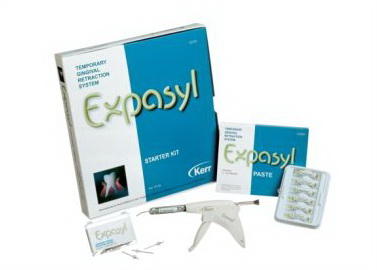 TEMPORARY
GINGIVAL
RETRACTION
SYSTEM
Expasyl
STARTER KIT
Kerr
TEMPORARY
GINGIVAL
RETRACTION
SYSTEM
Expasyl
PASTE
Expasyl